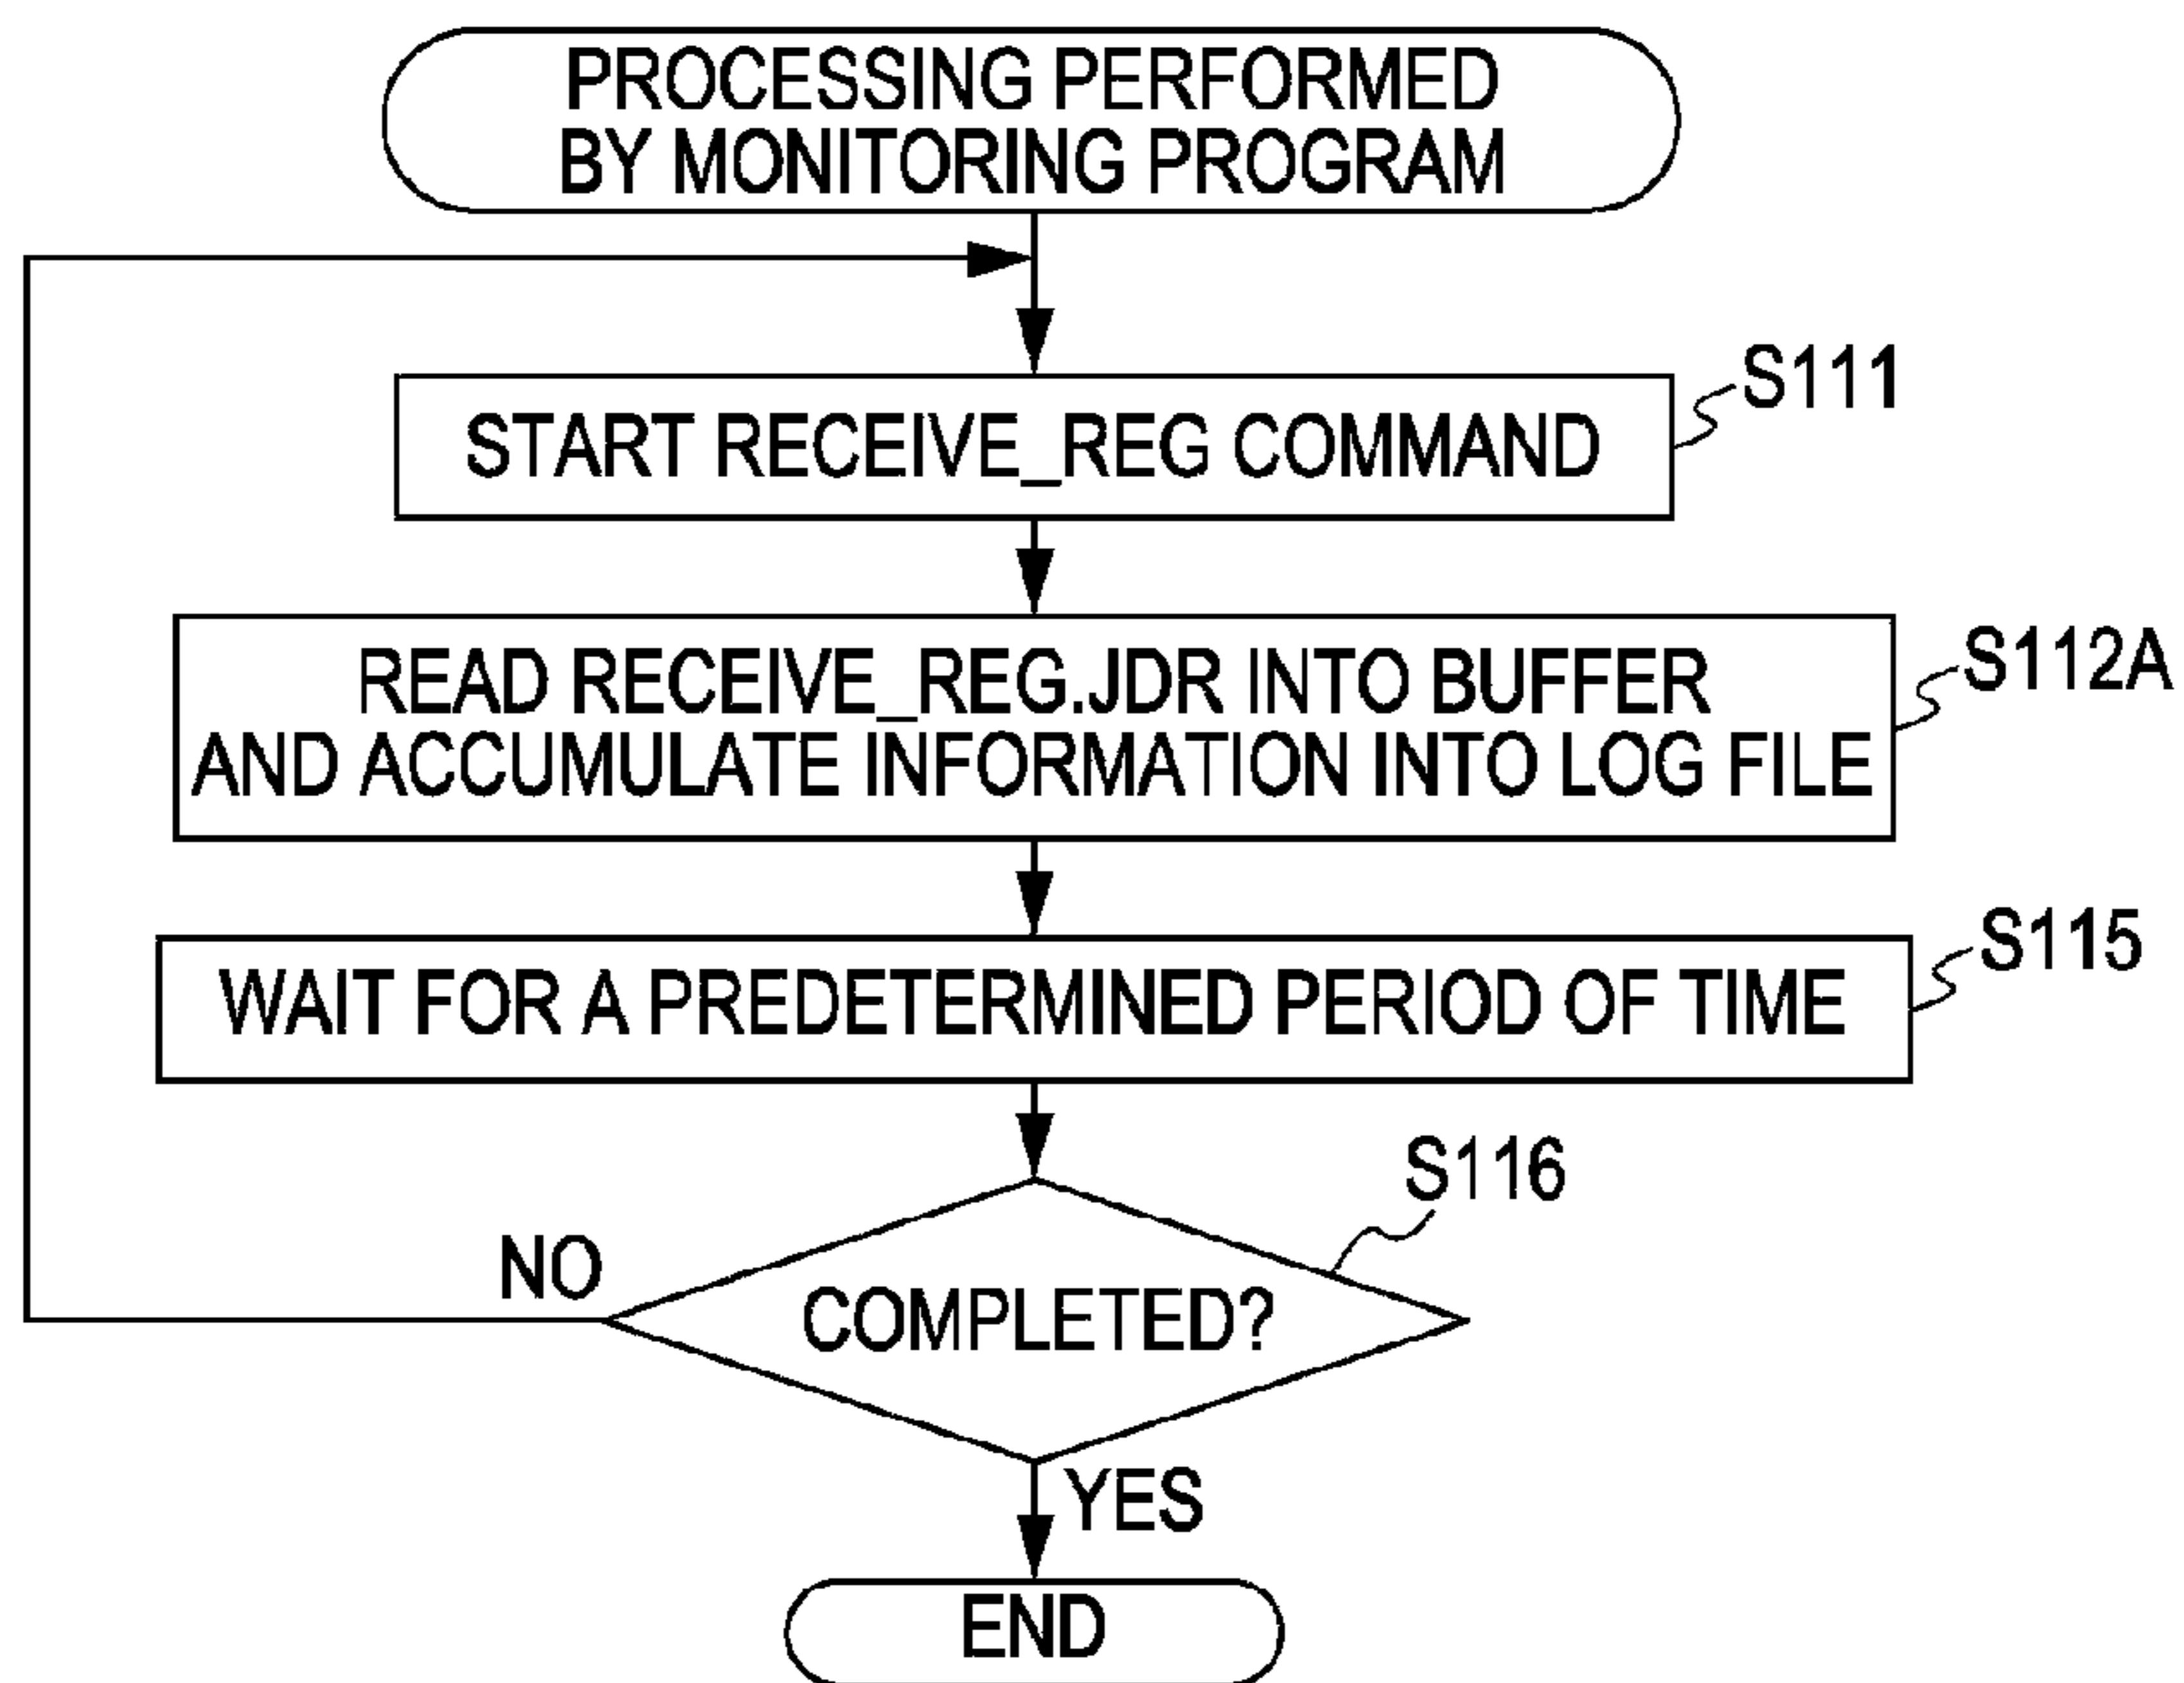 PROCESSING PERFORMED
BY MONITORING PROGRAM
S111
START RECEIVE_REG COMMAND
S112A
READ RECEIVE_REG.JDR INTO BUFFER
AND ACCUMULATE INFORMATION INTO LOG FILE
S115
WAIT FOR A PREDETERMINED PERIOD OF TIME
S116
NO
COMPLETED?
YES
END